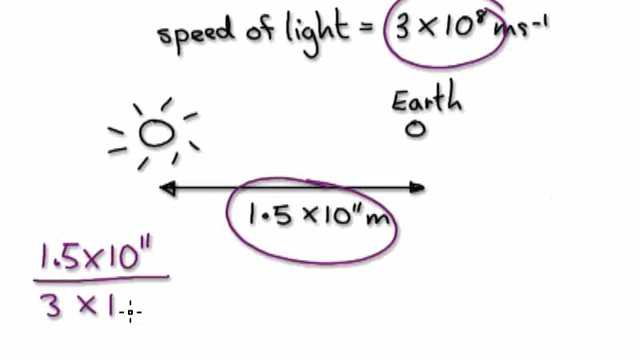 speed of light = 3 × 10⁸ ms⁻¹
Earth
1.5 × 10¹¹ m
1.5 × 10¹¹
3 × 1